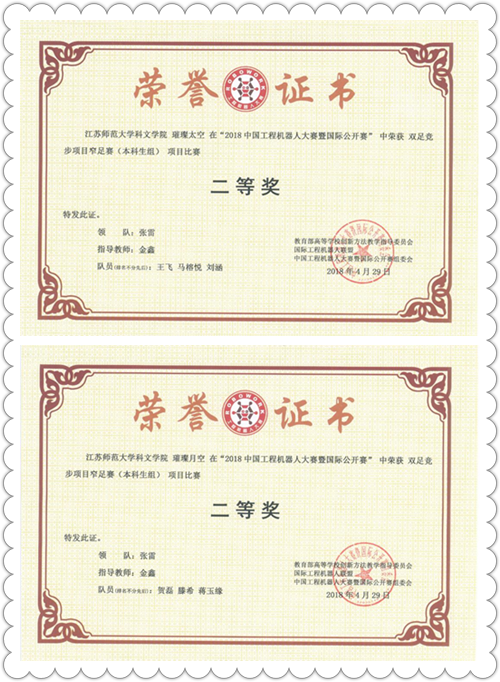 荣誉证书
江苏师范大学科文学院 璀璨太空 在“2018中国工程机器人大赛暨国际公开赛” 中荣获 双足竞
步项目窄足赛（本科生组） 项目比赛
二等奖
特发此证。
领 队：张雷
指导教师：金鑫
队员(排名不分先后)：王飞 马榕悦 刘涵
教育部高等学校创新方法教学指导委员会
国际工程机器人联盟
中国工程机器人大赛暨国际公开赛组委会
2018年4月29日
荣誉证书
江苏师范大学科文学院 璀璨月空 在“2018中国工程机器人大赛暨国际公开赛” 中荣获 双足竞
步项目窄足赛（本科生组） 项目比赛
二等奖
特发此证。
领 队：张雷
指导教师：金鑫
队员(排名不分先后)：贺磊 滕希 蒋玉缘
教育部高等学校创新方法教学指导委员会
国际工程机器人联盟
中国工程机器人大赛暨国际公开赛组委会
2018年4月29日